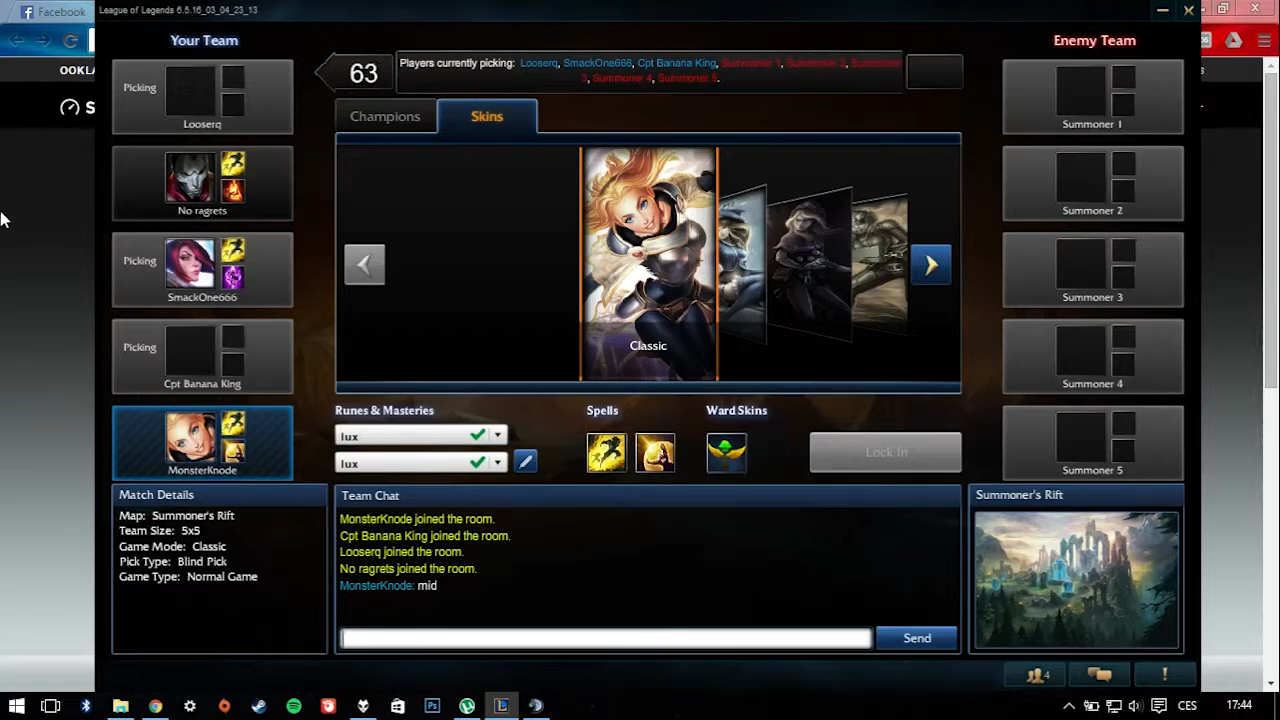 Facebook
League of Legends 6.5.16_03_04_23_13
OOKLA
S
Your Team
Picking
Looserq
No ragrets
Picking
SmackOne666
Picking
Cpt Banana King
MonsterKnode
63
Players currently picking: Looserq, SmackOne666, Cpt Banana King, Summoner 1, Summoner 2, Summoner
3, Summoner 4, Summoner 5.
Champions
Skins
Classic
Runes & Masteries
lux
lux
Spells
Ward Skins
Lock In
Enemy Team
Summoner 1
Summoner 2
Summoner 3
Summoner 4
Summoner 5
Match Details
Map: Summoner's Rift
Team Size: 5x5
Game Mode: Classic
Pick Type: Blind Pick
Game Type: Normal Game
Team Chat
MonsterKnode joined the room.
Cpt Banana King joined the room.
Looserq joined the room.
No ragrets joined the room.
MonsterKnode: mid
Send
Summoner's Rift
4
CES
17:44